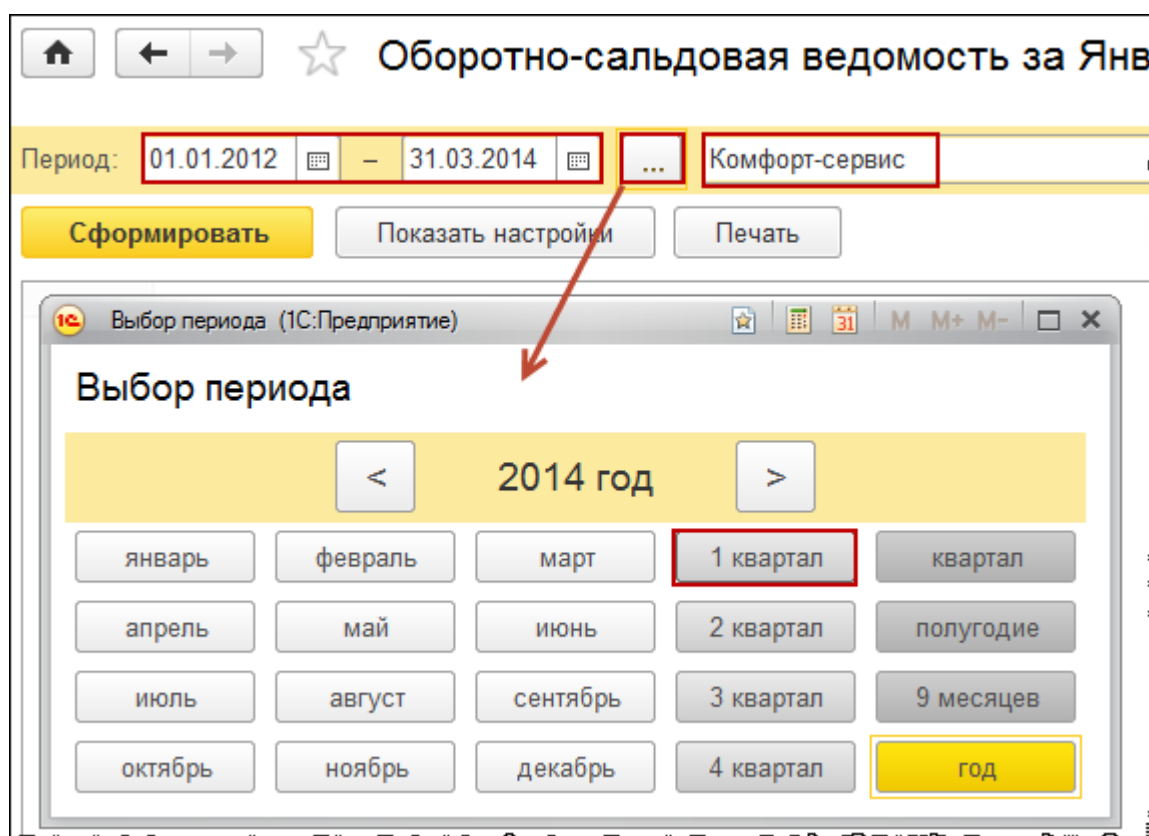 Оборотно-сальдовая ведомость за Янв
Период: 01.01.2012 – 31.03.2014 ... Комфорт-сервис
Сформировать Показать настройки Печать
1С Выбор периода (1С:Предприятие) 31 M M+ M-
Выбор периода
< 2014 год >
январь февраль март 1 квартал квартал
апрель май июнь 2 квартал полугодие
июль август сентябрь 3 квартал 9 месяцев
октябрь ноябрь декабрь 4 квартал год